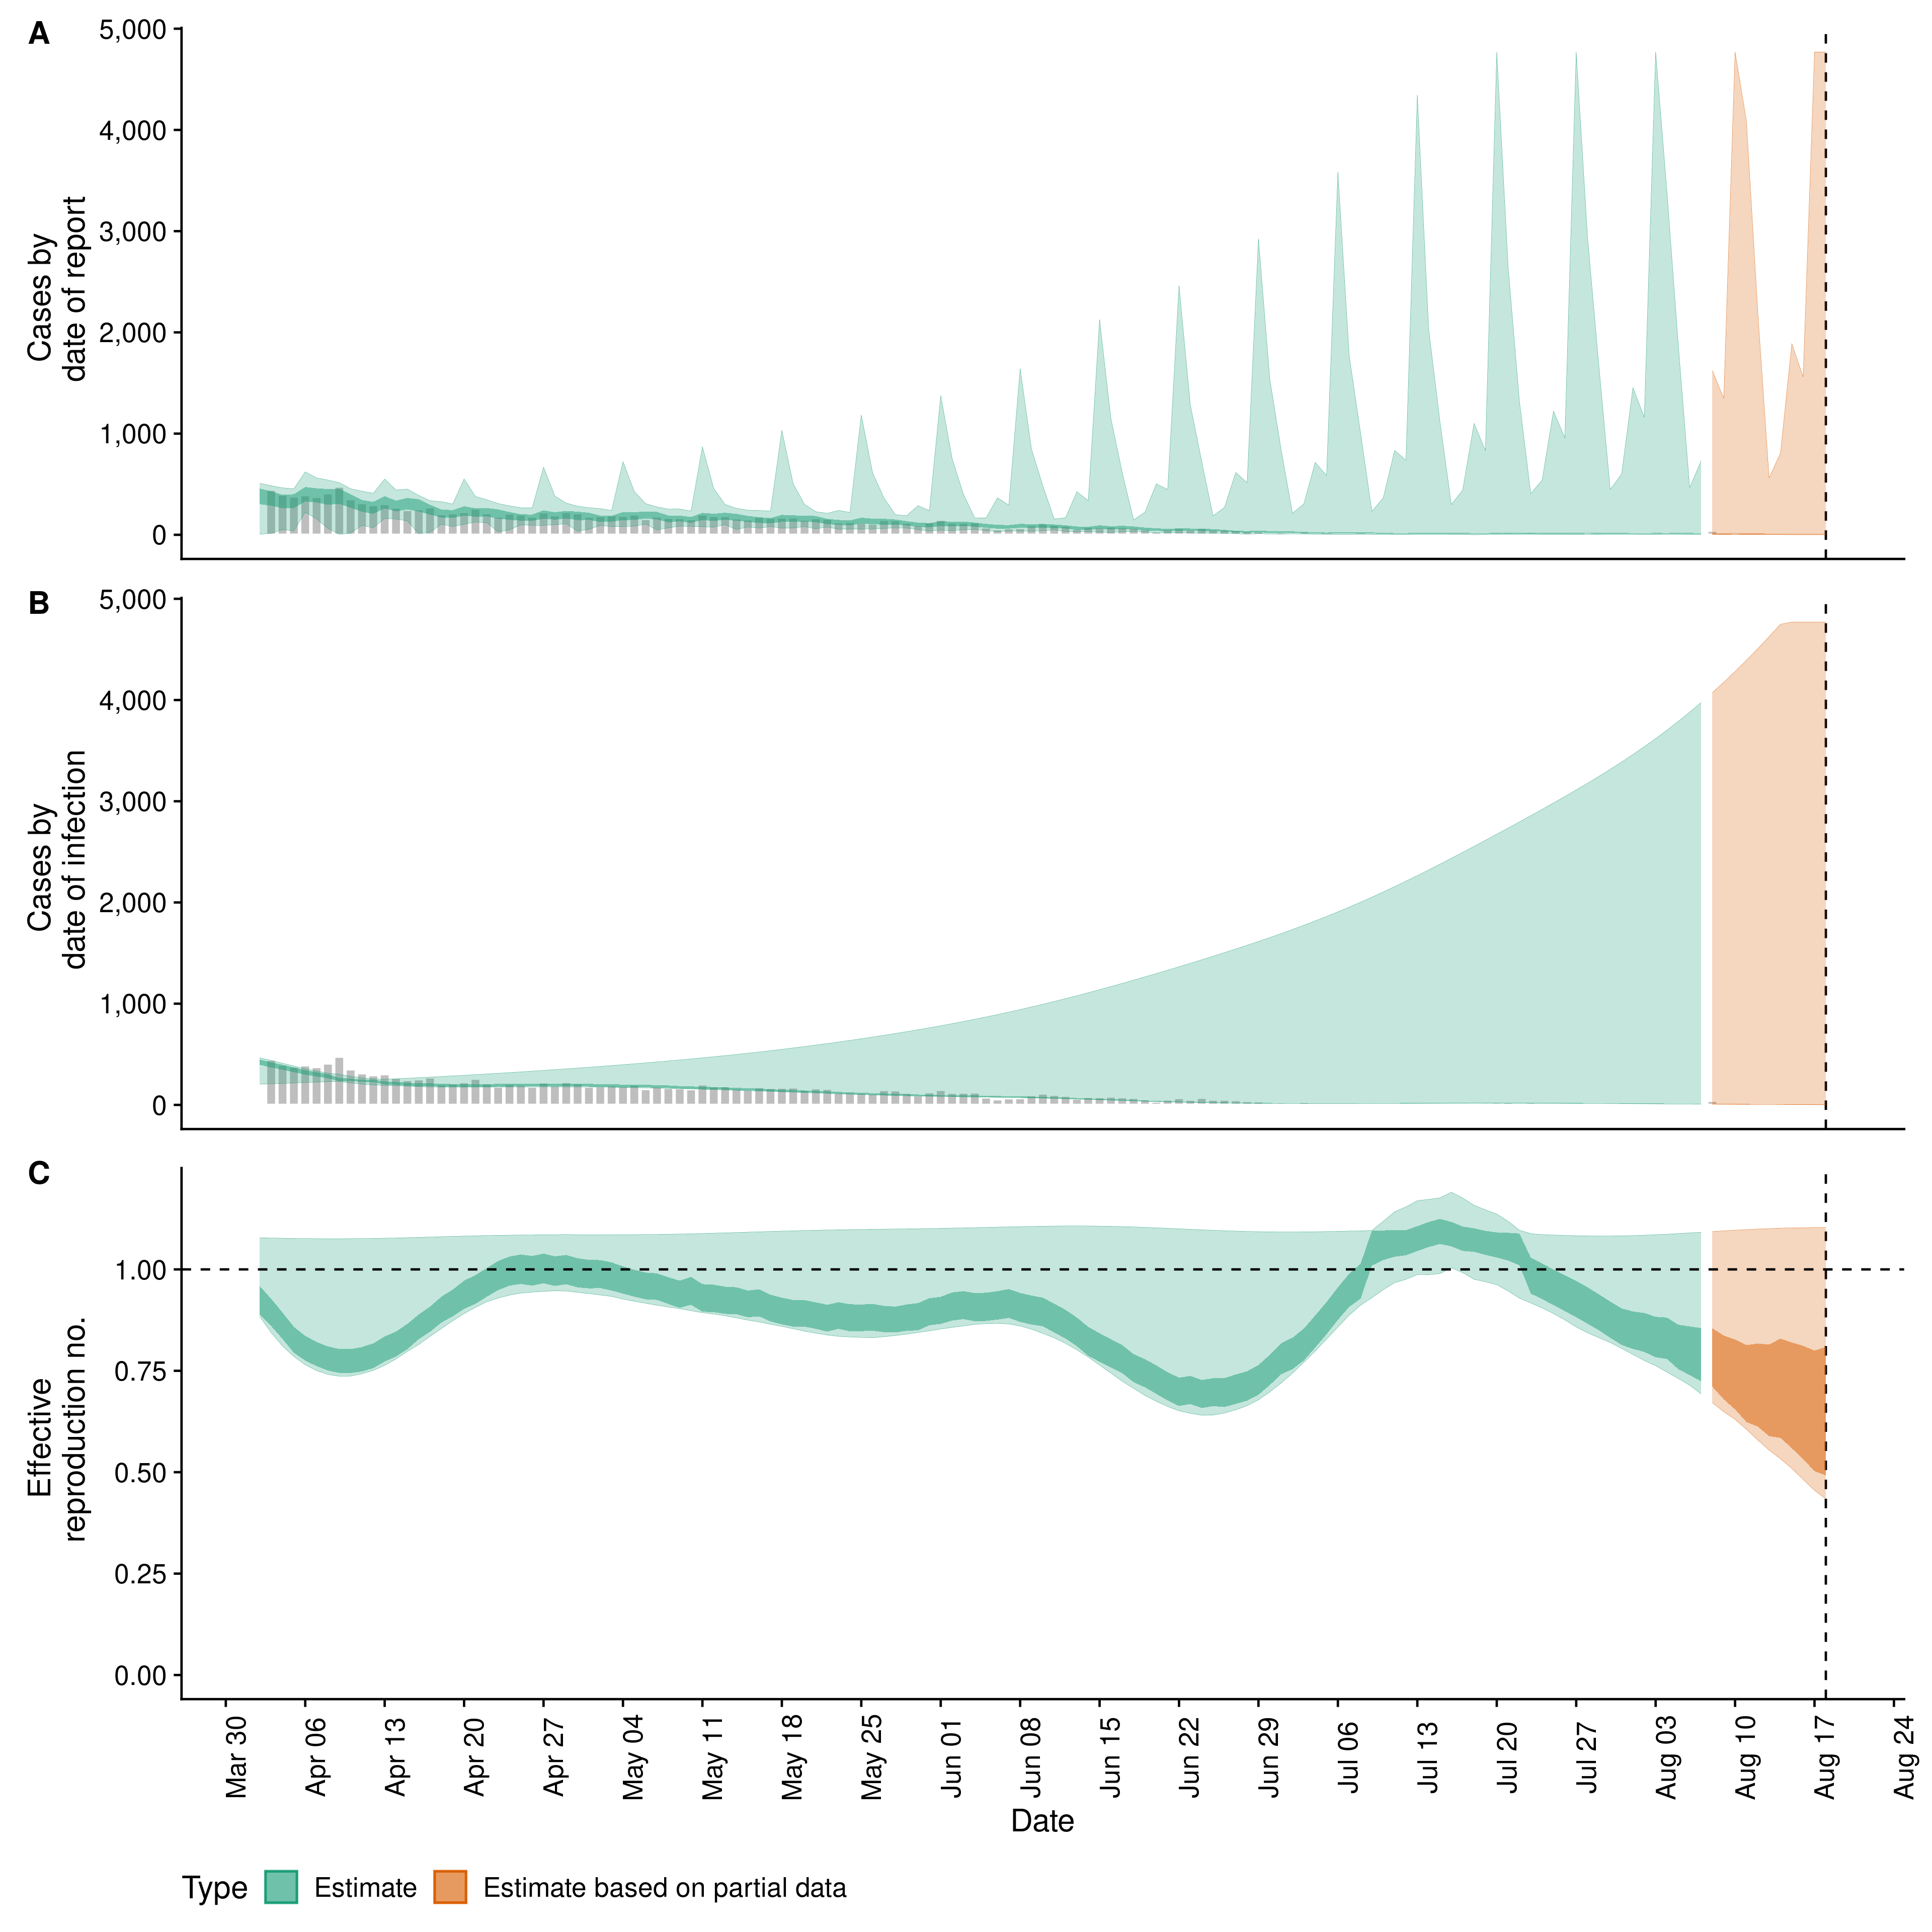 A
5,000
4,000
3,000
2,000
1,000
0
Cases by
date of report
B
5,000
4,000
3,000
2,000
1,000
0
Cases by
date of infection
C
1.00
0.75
0.50
0.25
0.00
Effective
reproduction no.
Mar 30
Apr 06
Apr 13
Apr 20
Apr 27
May 04
May 11
May 18
May 25
Jun 01
Jun 08
Jun 15
Jun 22
Jun 29
Jul 06
Jul 13
Jul 20
Jul 27
Aug 03
Aug 10
Aug 17
Aug 24
Date
Type Estimate Estimate based on partial data